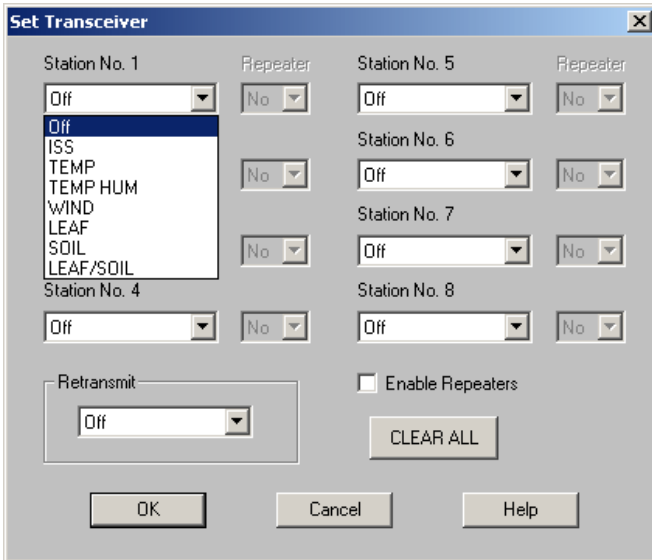 Set Transceiver
Station No. 1 Repeater Station No. 5 Repeater
Off No Off No
Off
ISS
TEMP
TEMP HUM
WIND
LEAF
SOIL
LEAF/SOIL
Station No. 6
No Off No
Station No. 7
No Off No
Station No. 4 Station No. 8
Off No Off No
Retransmit
Off
Enable Repeaters
CLEAR ALL
OK Cancel Help